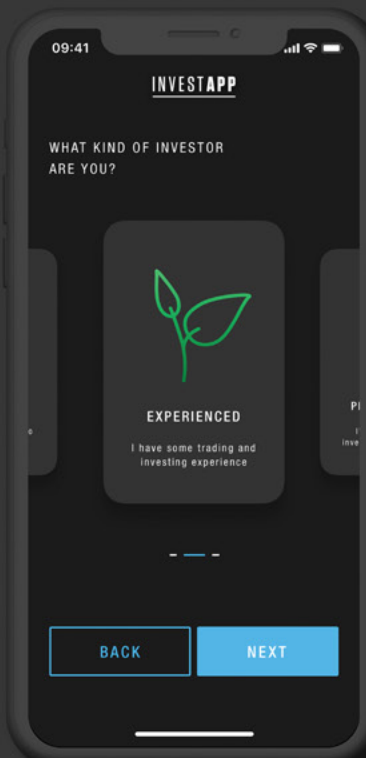 09:41
INVESTAPP
WHAT KIND OF INVESTOR
ARE YOU?
EXPERIENCED
I have some trading and
investing experience
BACK
NEXT